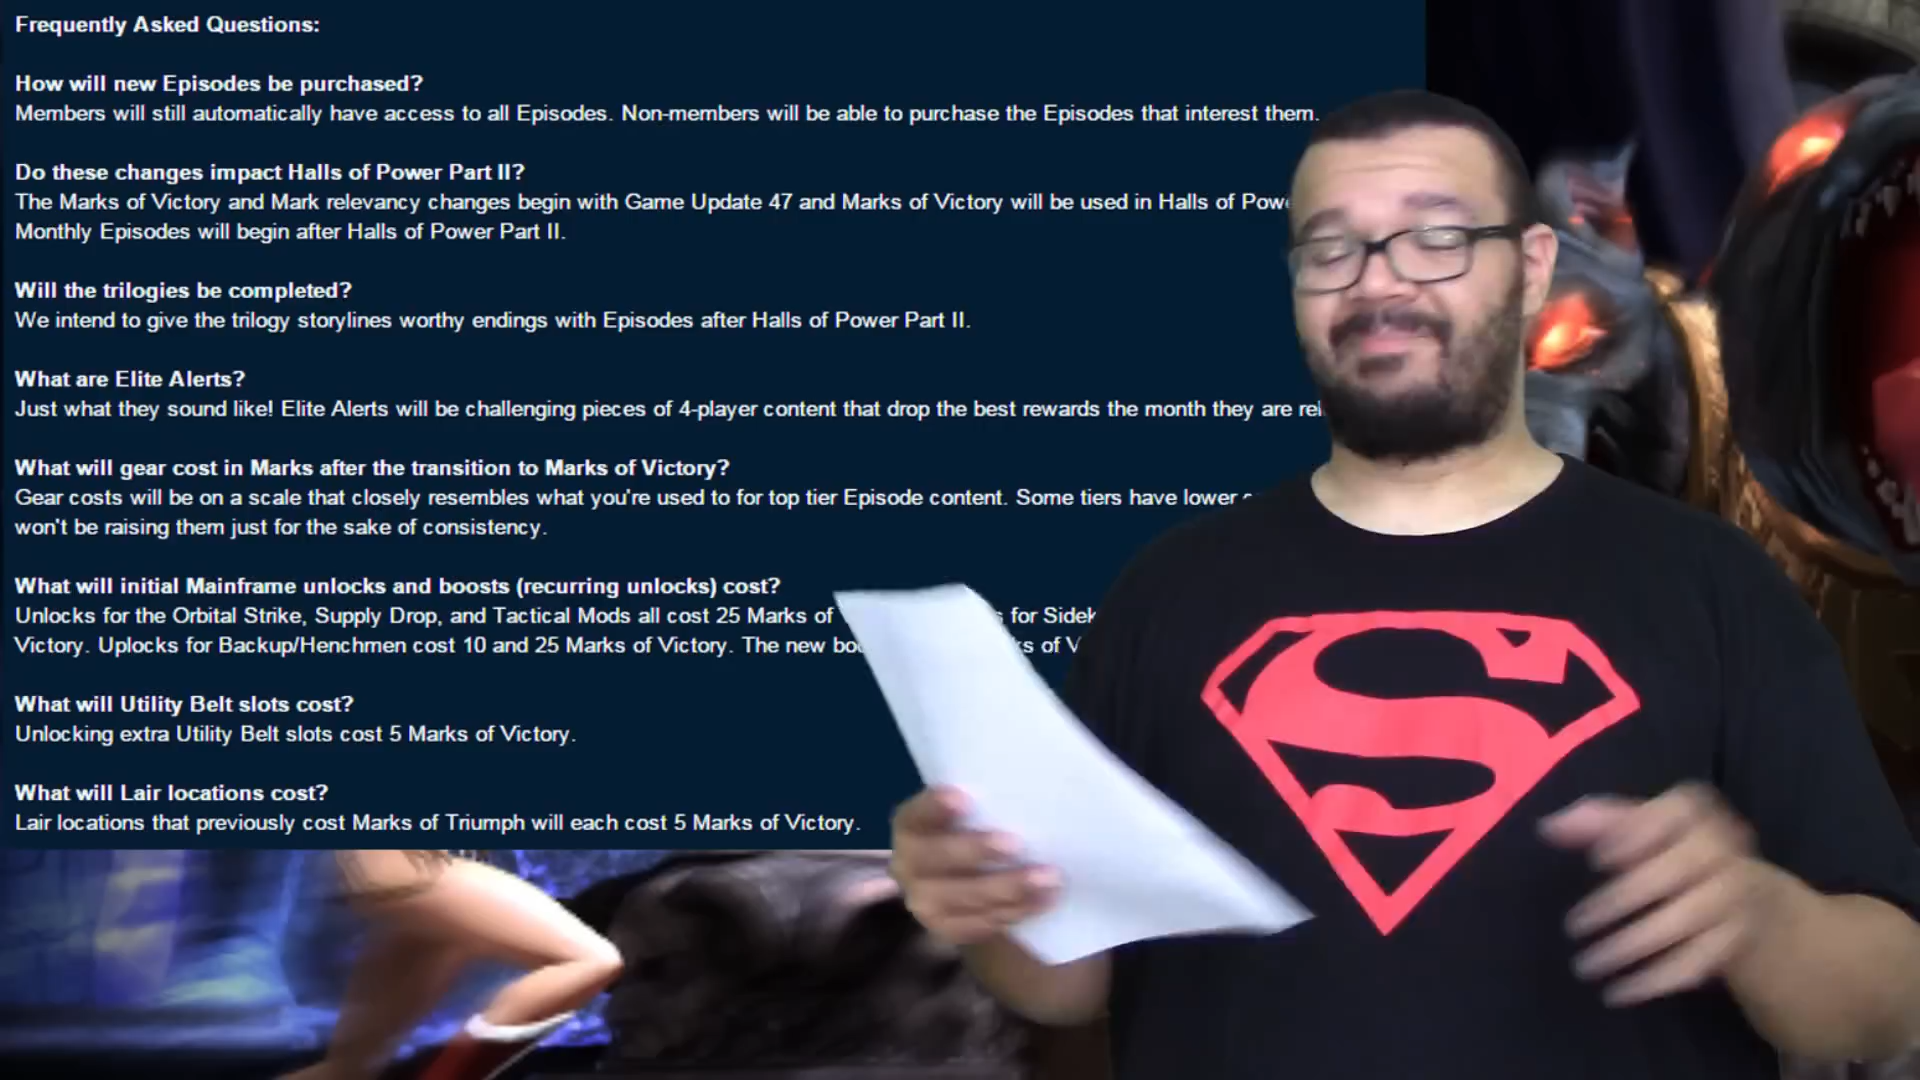 Frequently Asked Questions:
How will new Episodes be purchased?
Members will still automatically have access to all Episodes. Non-members will be able to purchase the Episodes that interest them.
Do these changes impact Halls of Power Part II?
The Marks of Victory and Mark relevancy changes begin with Game Update 47 and Marks of Victory will be used in Halls of
Monthly Episodes will begin after Halls of Power Part II.
Will the trilogies be completed?
We intend to give the trilogy storylines worthy endings with Episodes after Halls of Power Part II.
What are Elite Alerts?
Just what they sound like! Elite Alerts will be challenging pieces of 4-player content that drop the best rewards the month they are
What will gear cost in Marks after the transition to Marks of Victory?
Gear costs will be on a scale that closely resembles what you're used to for top tier Episode content. Some tiers have lower
won't be raising them just for the sake of consistency.
What will initial Mainframe unlocks and boosts (recurring unlocks) cost?
Unlocks for the Orbital Strike, Supply Drop, and Tactical Mods all cost 25 Marks of for
Victory. Uplocks for Backup/Henchmen cost 10 and 25 Marks of Victory. The new of
What will Utility Belt slots cost?
Unlocking extra Utility Belt slots cost 5 Marks of Victory.
What will Lair locations cost?
Lair locations that previously cost Marks of Triumph will each cost 5 Marks of Victory.
S